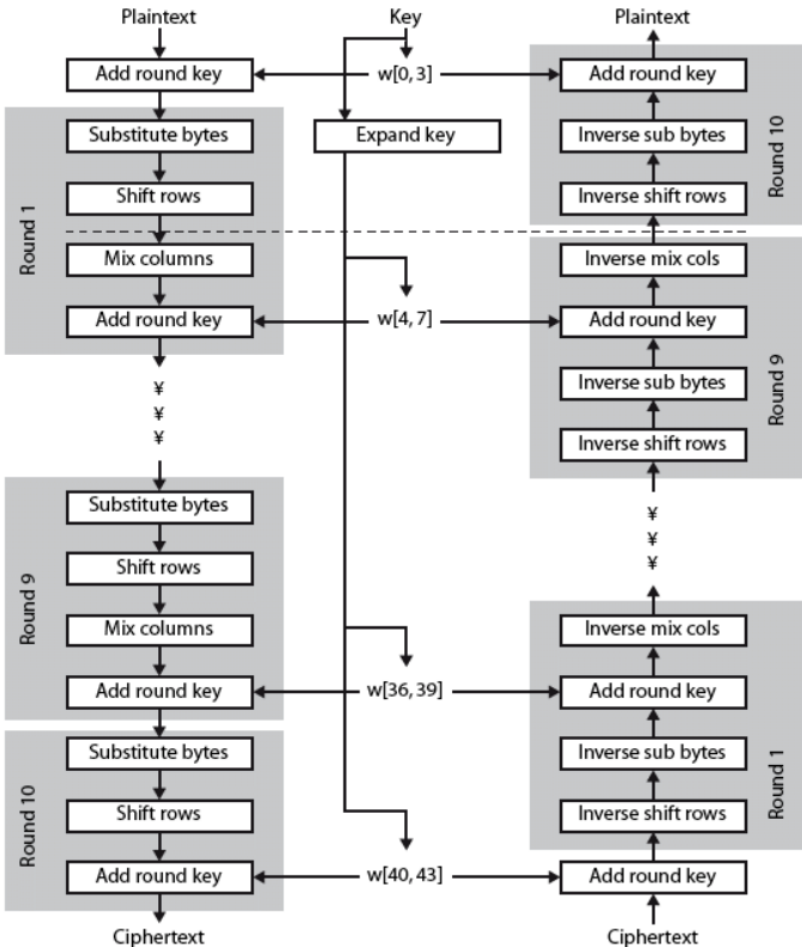 Plaintext
Key
Plaintext
Add round key
w[0, 3]
Add round key
Substitute bytes
Expand key
Inverse sub bytes
Shift rows
Inverse shift rows
Round 1
Round 10
Mix columns
Inverse mix cols
Add round key
w[4, 7]
Add round key
Inverse sub bytes
Inverse shift rows
Round 9
¥
¥
¥
Substitute bytes
Shift rows
Mix columns
Add round key
Round 9
¥
¥
¥
Inverse mix cols
w[36, 39]
Add round key
Substitute bytes
Inverse sub bytes
Shift rows
Inverse shift rows
Round 10
Round 1
Add round key
w[40, 43]
Add round key
Ciphertext
Ciphertext